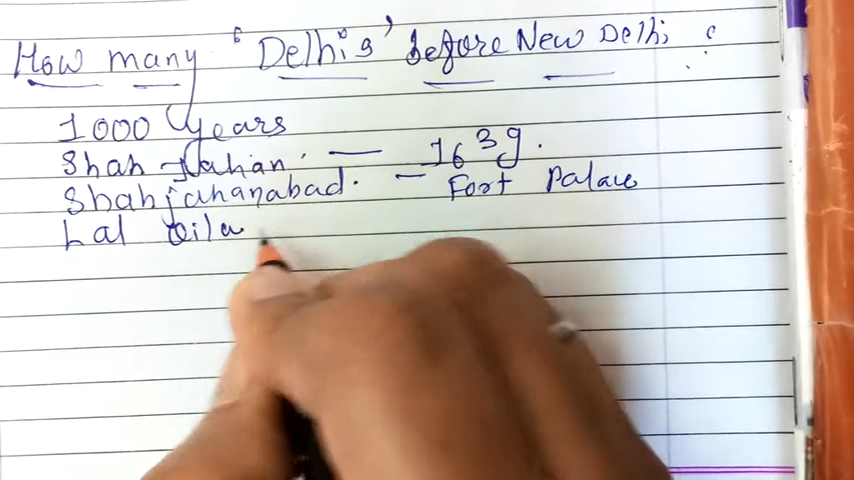 How many 'Delhis' before New Delhi ?
1000 Years
Shah Jahan. — 1639.
Shahjahanabad. — Fort Palace
Lal Qila